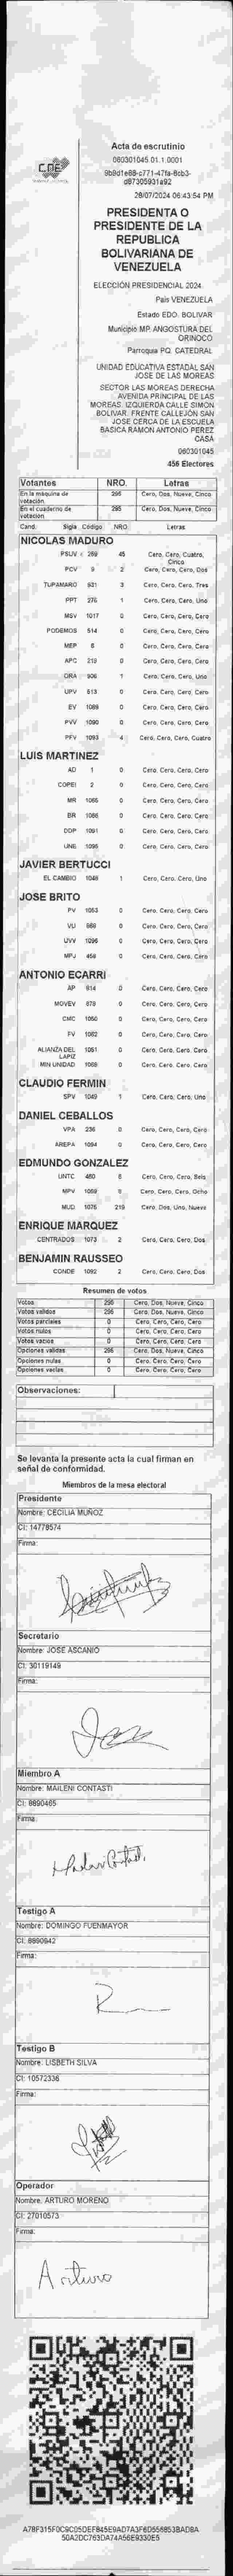 CNE
Acta de escrutinio
060301045.01.1.0001
28/07/2024 06:43:54 PM
PRESIDENTA O
PRESIDENTE DE LA
REPUBLICA
BOLIVARIANA DE
VENEZUELA
ELECCIÓN PRESIDENCIAL 2024
País VENEZUELA
Estado EDO. BOLIVAR
Municipio MP. ANGOSTURA DEL
ORINOCO
Parroquia PQ. CATEDRAL
UNIDAD EDUCATIVA ESTADAL SAN
JOSE DE LAS MOREAS
SECTOR LAS MOREAS DERECHA
AVENIDA PRINCIPAL DE LAS
MOREAS. IZQUIERDA CALLE SIMON
BOLIVAR. FRENTE CALLEJON SAN
JOSE CERCA DE LA ESCUELA
BASICA RAMON ANTONIO PEREZ
CASA
060301045
456 Electores
Votantes NRO. Letras
En la máquina de votación. 295 Cero, Dos, Nueve, Cinco
En el cuaderno de votación. 295 Cero, Dos, Nueve, Cinco
Cand. Sigla Código NRO. Letras
NICOLAS MADURO
PSUV 269 45 Cero, Cero, Cuatro, Cinco
PCV 9 2 Cero, Cero, Cero, Dos
TUPAMARO 931 3 Cero, Cero, Cero, Tres
PPT 276 1 Cero, Cero, Cero, Uno
MSV 1017 0 Cero, Cero, Cero, Cero
PODEMOS 514 0 Cero, Cero, Cero, Cero
MEP 6 0 Cero, Cero, Cero, Cero
APC 219 0 Cero, Cero, Cero, Cero
ORA 906 1 Cero, Cero, Cero, Uno
UPV 613 0 Cero, Cero, Cero, Cero
EV 1089 0 Cero, Cero, Cero, Cero
PVV 1090 0 Cero, Cero, Cero, Cero
PFV 1093 4 Cero, Cero, Cero, Cuatro
LUIS MARTINEZ
AD 1 0 Cero, Cero, Cero, Cero
COPEI 2 0 Cero, Cero, Cero, Cero
MR 1065 0 Cero, Cero, Cero, Cero
BR 1086 0 Cero, Cero, Cero, Cero
DDP 1091 0 Cero, Cero, Cero, Cero
UNE 1095 0 Cero, Cero, Cero, Cero
JAVIER BERTUCCI
EL CAMBIO 1048 1 Cero, Cero, Cero, Uno
JOSE BRITO
PV 1053 0 Cero, Cero, Cero, Cero
VU 866 0 Cero, Cero, Cero, Cero
UVV 1096 0 Cero, Cero, Cero, Cero
MPJ 458 0 Cero, Cero, Cero, Cero
ANTONIO ECARRI
AP 914 0 Cero, Cero, Cero, Cero
MOVEV 878 0 Cero, Cero, Cero, Cero
CMC 1050 0 Cero, Cero, Cero, Cero
FV 1082 0 Cero, Cero, Cero, Cero
ALIANZA DEL LAPIZ 1051 0 Cero, Cero, Cero, Cero
MIN UNIDAD 1069 0 Cero, Cero, Cero, Cero
CLAUDIO FERMIN
SPV 1049 1 Cero, Cero, Cero, Uno
DANIEL CEBALLOS
VPA 236 0 Cero, Cero, Cero, Cero
AREPA 1094 0 Cero, Cero, Cero, Cero
EDMUNDO GONZALEZ
UNTC 460 6 Cero, Cero, Cero, Seis
MPV 1059 8 Cero, Cero, Cero, Ocho
MUD 1075 219 Cero, Dos, Uno, Nueve
ENRIQUE MARQUEZ
CENTRADOS 1073 2 Cero, Cero, Cero, Dos
BENJAMIN RAUSSEO
CONDE 1092 2 Cero, Cero, Cero, Dos
Resumen de votos
Votos 295 Cero, Dos, Nueve, Cinco
Votos validos 295 Cero, Dos, Nueve, Cinco
Votos parciales 0 Cero, Cero, Cero, Cero
Votos nulos 0 Cero, Cero, Cero, Cero
Votos vacios 0 Cero, Cero, Cero, Cero
Opciones validas 295 Cero, Dos, Nueve, Cinco
Opciones nulas 0 Cero, Cero, Cero, Cero
Opciones vacias 0 Cero, Cero, Cero, Cero
Observaciones:
Se levanta la presente acta la cual firman en
señal de conformidad.
Miembros de la mesa electoral
Presidente
Nombre: CECILIA MUÑOZ
CI: 14778574
Firma:
Secretario
Nombre: JOSE ASCANIO
CI: 30119149
Firma:
Miembro A
Nombre: MAILENI CONTASTI
CI: 8690465
Firma:
Testigo A
Nombre: DOMINGO FUENMAYOR
CI: 8890942
Firma:
Testigo B
Nombre: LISBETH SILVA
CI: 10572336
Firma:
Operador
Nombre: ARTURO MORENO
CI: 27010573
Firma:
Arturo
A78F315F0C9C05DEF845E9AD7A3F6D556853BAD8A
50A2DC763DA74A56E9330E5